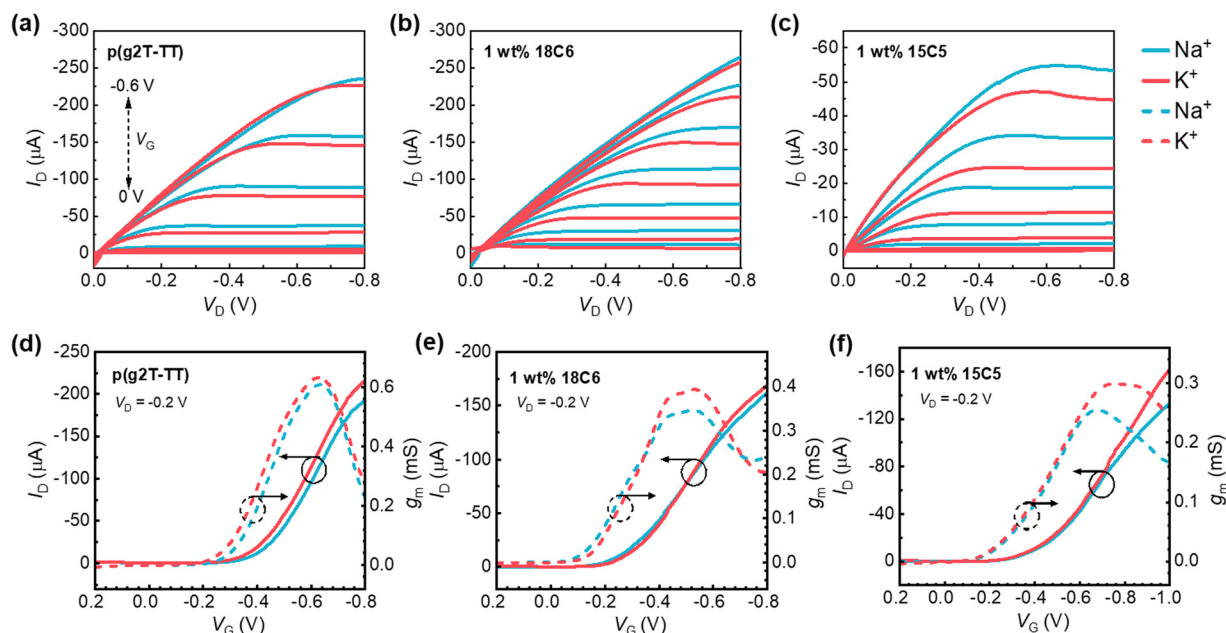 (a)
p(g2T-TT)
-0.6 V
V_G
0 V
-300
-250
-200
-150
-100
-50
0
I_D (µA)
0.0 -0.2 -0.4 -0.6 -0.8
V_D (V)
(b)
1 wt% 18C6
-300
-250
-200
-150
-100
-50
0
I_D (µA)
0.0 -0.2 -0.4 -0.6 -0.8
V_D (V)
(c)
1 wt% 15C5
-60
-50
-40
-30
-20
-10
0
I_D (µA)
0.0 -0.2 -0.4 -0.6 -0.8
V_D (V)
Na⁺
K⁺
Na⁺
K⁺
(d)
p(g2T-TT)
V_D = -0.2 V
-250
-200
-150
-100
-50
0
I_D (µA)
0.6
0.4
0.2
0.0
g_m (mS)
0.2 0.0 -0.2 -0.4 -0.6 -0.8
V_G (V)
(e)
1 wt% 18C6
V_D = -0.2 V
-200
-150
-100
-50
0
I_D (µA)
0.4
0.3
0.2
0.1
0.0
g_m (mS)
0.2 0.0 -0.2 -0.4 -0.6 -0.8
V_G (V)
(f)
1 wt% 15C5
V_D = -0.2 V
-160
-120
-80
-40
0
I_D (µA)
0.3
0.2
0.1
0.0
g_m (mS)
0.2 0.0 -0.2 -0.4 -0.6 -0.8 -1.0
V_G (V)